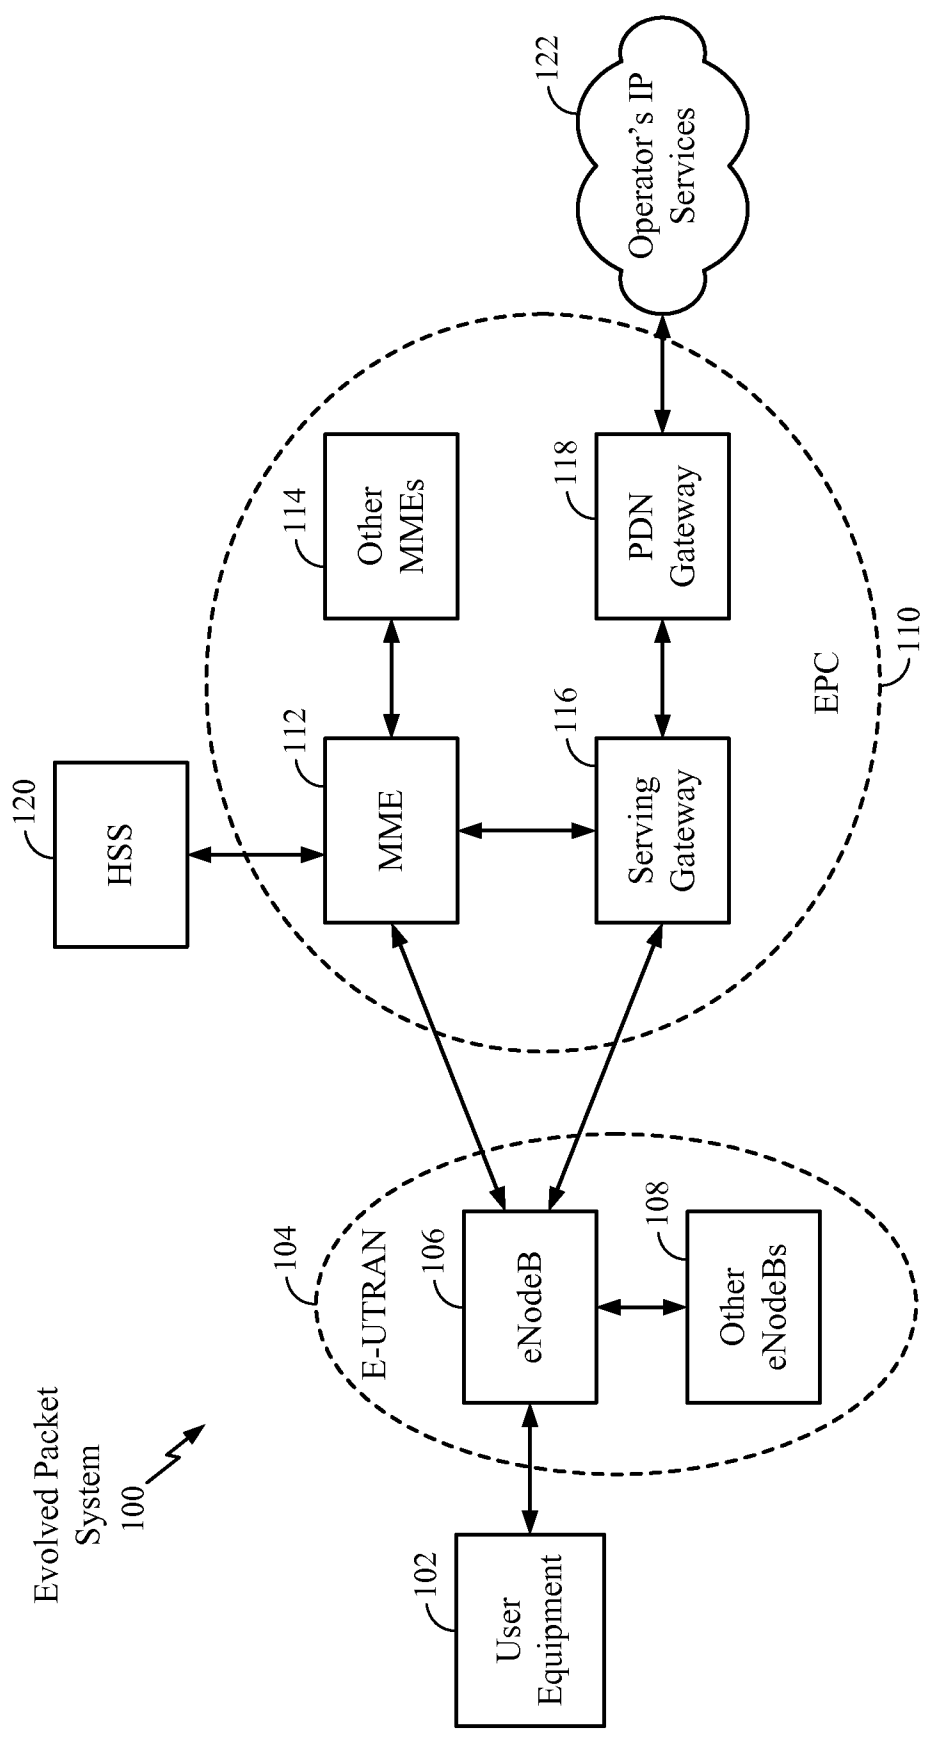 Evolved Packet
System
100
120
HSS
104
E-UTRAN
106
eNodeB
108
Other
eNodeBs
102
User
Equipment
112
MME
114
Other
MMEs
116
Serving
Gateway
118
PDN
Gateway
EPC
110
122
Operator's IP
Services